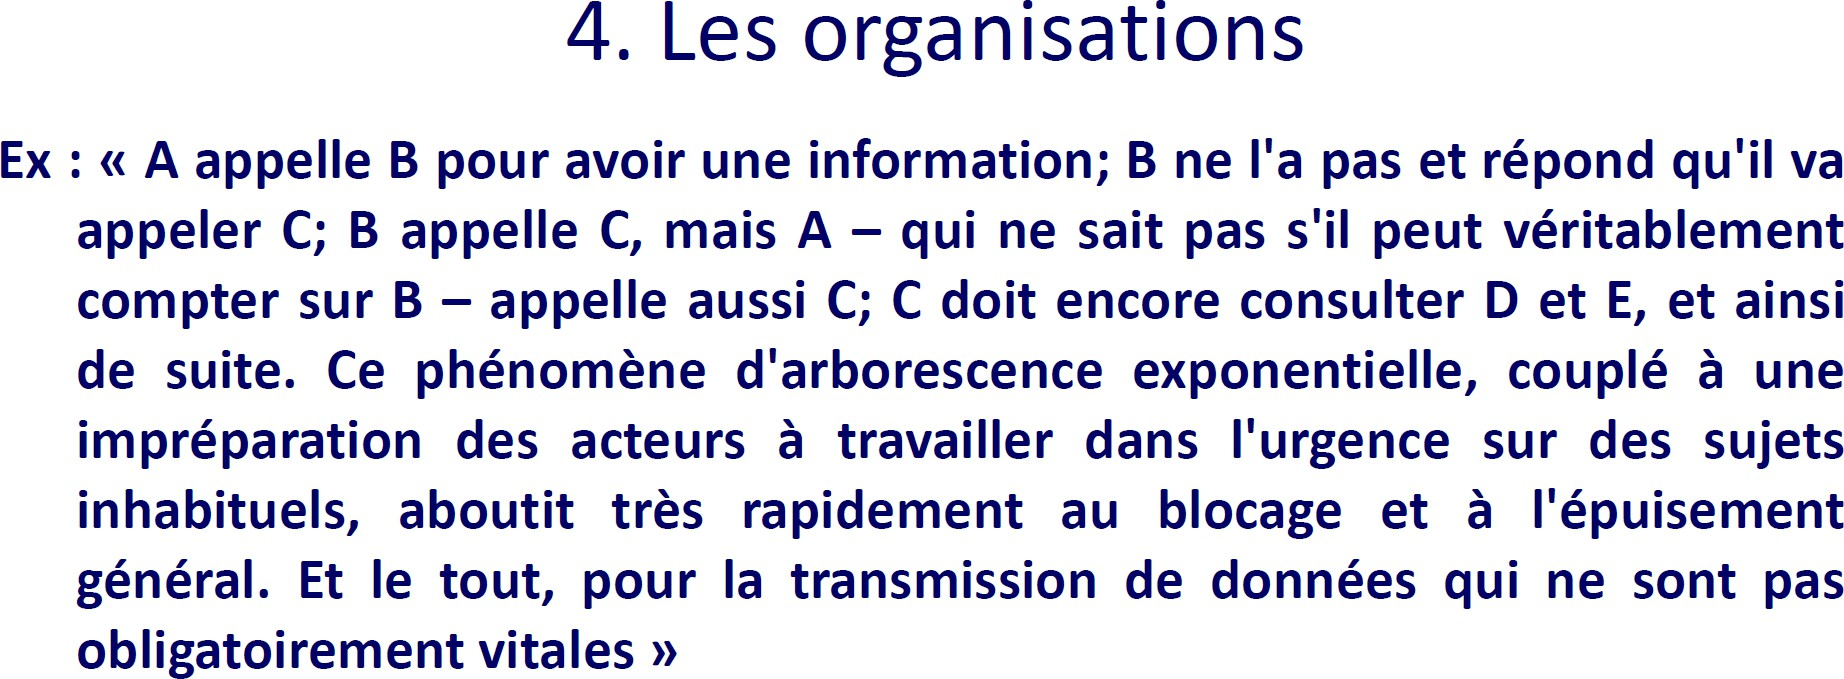 4. Les organisations
Ex : « A appelle B pour avoir une information; B ne l'a pas et répond qu'il va
appeler C; B appelle C, mais A – qui ne sait pas s'il peut véritablement
compter sur B – appelle aussi C; C doit encore consulter D et E, et ainsi
de suite. Ce phénomène d'arborescence exponentielle, couplé à une
impréparation des acteurs à travailler dans l'urgence sur des sujets
inhabituels, aboutit très rapidement au blocage et à l'épuisement
général. Et le tout, pour la transmission de données qui ne sont pas
obligatoirement vitales »